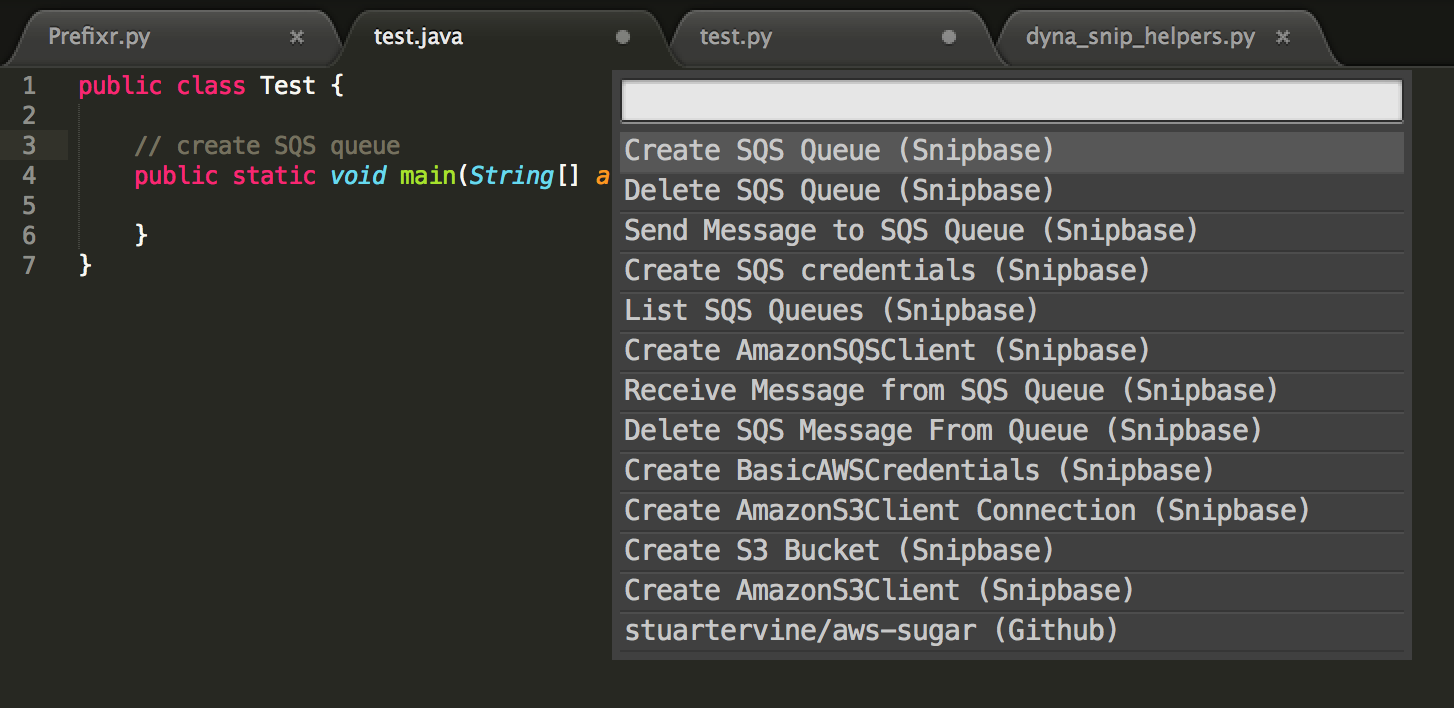 Prefixr.py × test.java test.py dyna_snip_helpers.py ×
1 public class Test {
2
3 // create SQS queue
4 public static void main(String[] a
5
6 }
7 }
Create SQS Queue (Snipbase)
Delete SQS Queue (Snipbase)
Send Message to SQS Queue (Snipbase)
Create SQS credentials (Snipbase)
List SQS Queues (Snipbase)
Create AmazonSQSClient (Snipbase)
Receive Message from SQS Queue (Snipbase)
Delete SQS Message From Queue (Snipbase)
Create BasicAWSCredentials (Snipbase)
Create AmazonS3Client Connection (Snipbase)
Create S3 Bucket (Snipbase)
Create AmazonS3Client (Snipbase)
stuartervine/aws-sugar (Github)